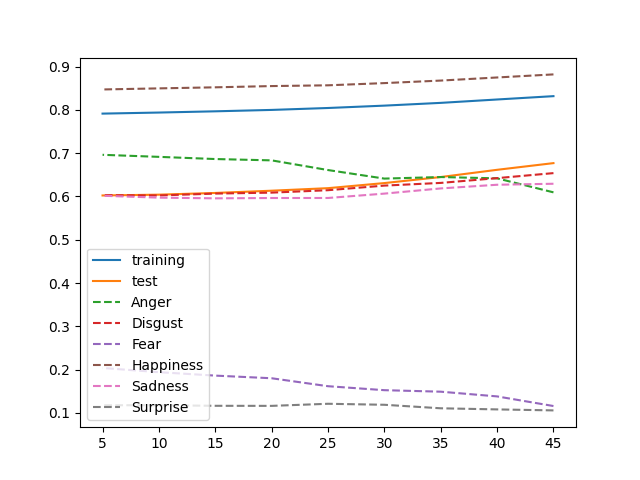 0.9
0.8
0.7
0.6
0.5
0.4
0.3
0.2
0.1
training
test
Anger
Disgust
Fear
Happiness
Sadness
Surprise
5 10 15 20 25 30 35 40 45